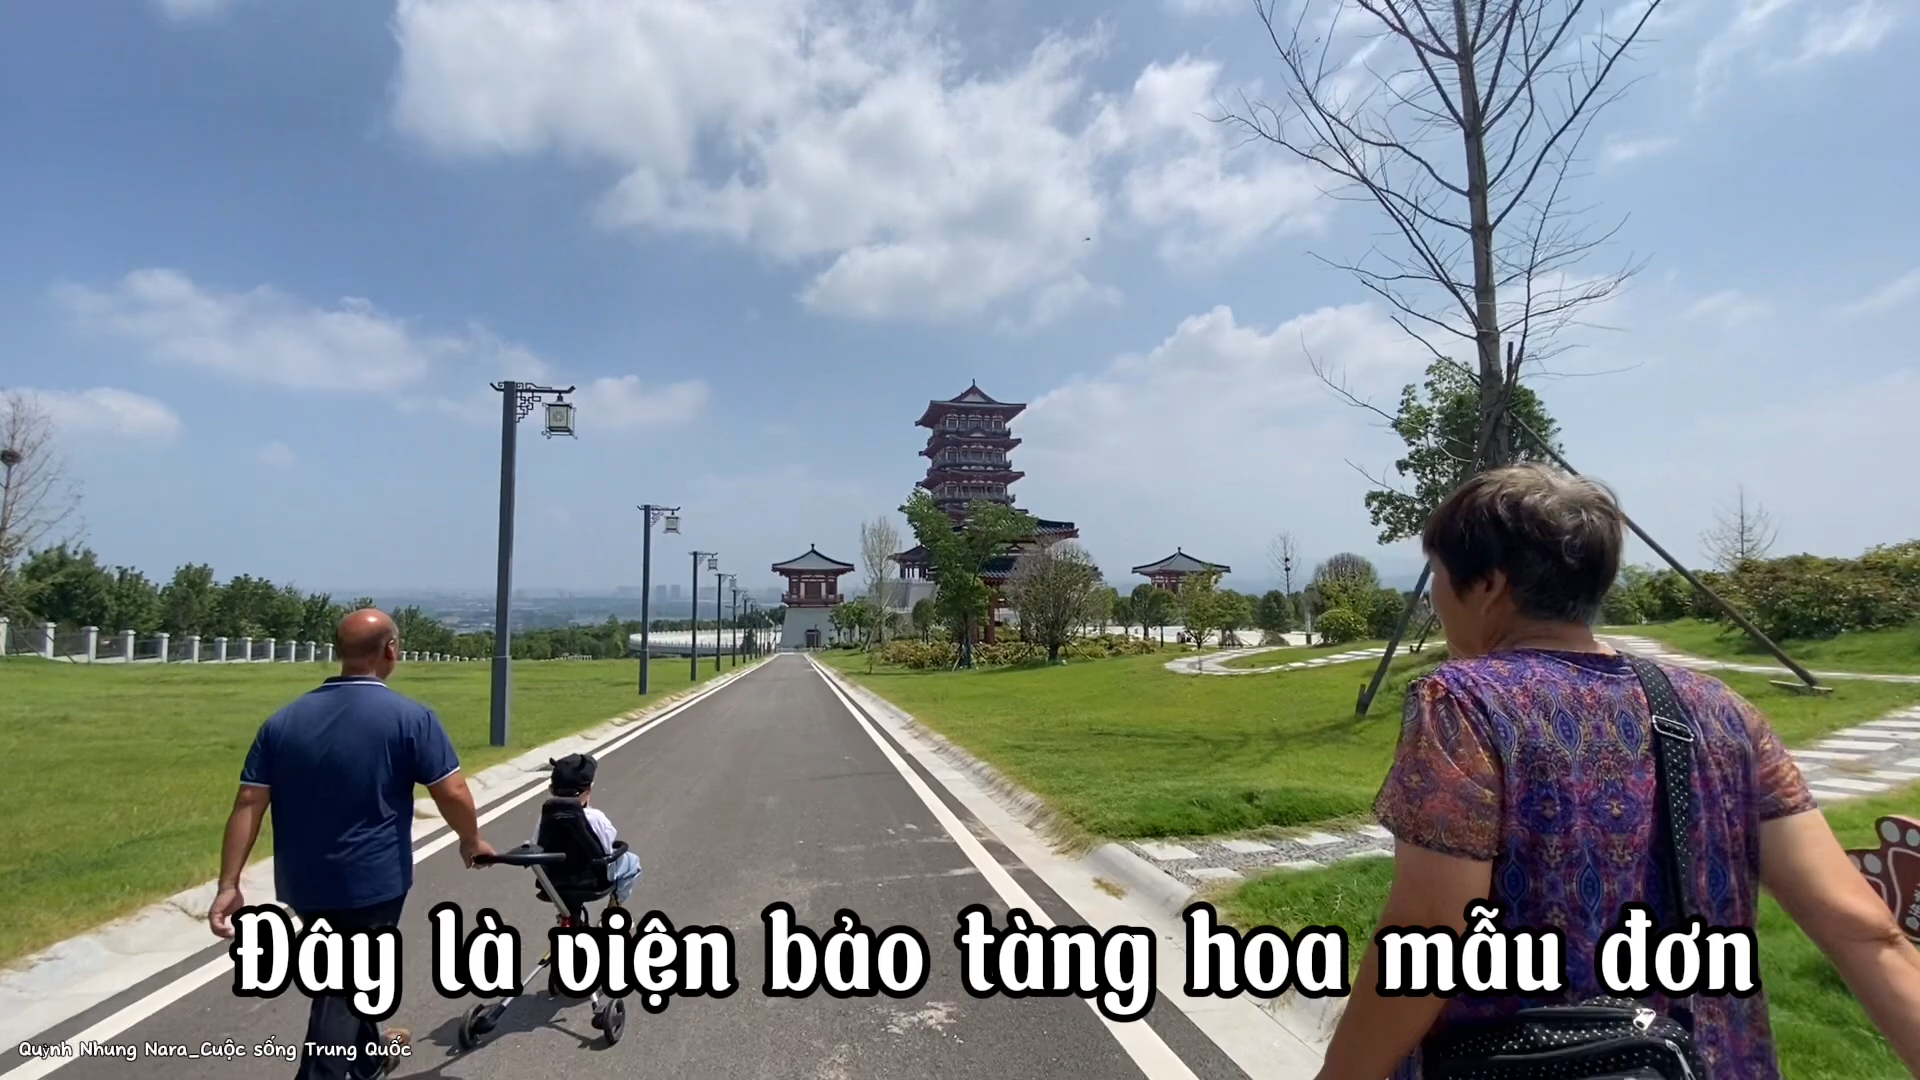 Đây là viện bảo tàng hoa mẫu đơn
Quỳnh Nhung Nara_Cuộc sống Trung Quốc